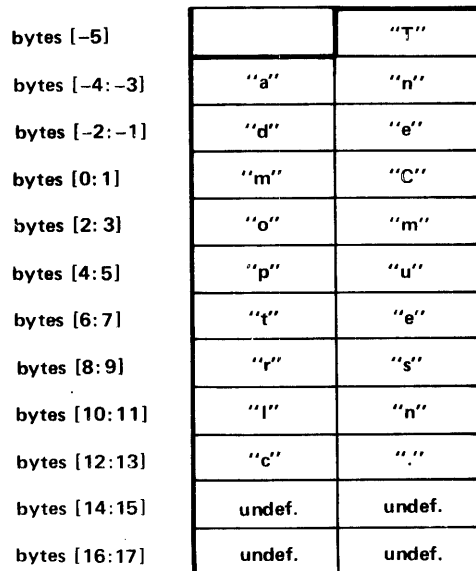 bytes [–5] "T"
bytes [–4:–3] "a" "n"
bytes [–2:–1] "d" "e"
bytes [0:1] "m" "C"
bytes [2:3] "o" "m"
bytes [4:5] "p" "u"
bytes [6:7] "t" "e"
bytes [8:9] "r" "s"
bytes [10:11] "I" "n"
bytes [12:13] "c" "."
bytes [14:15] undef. undef.
bytes [16:17] undef. undef.